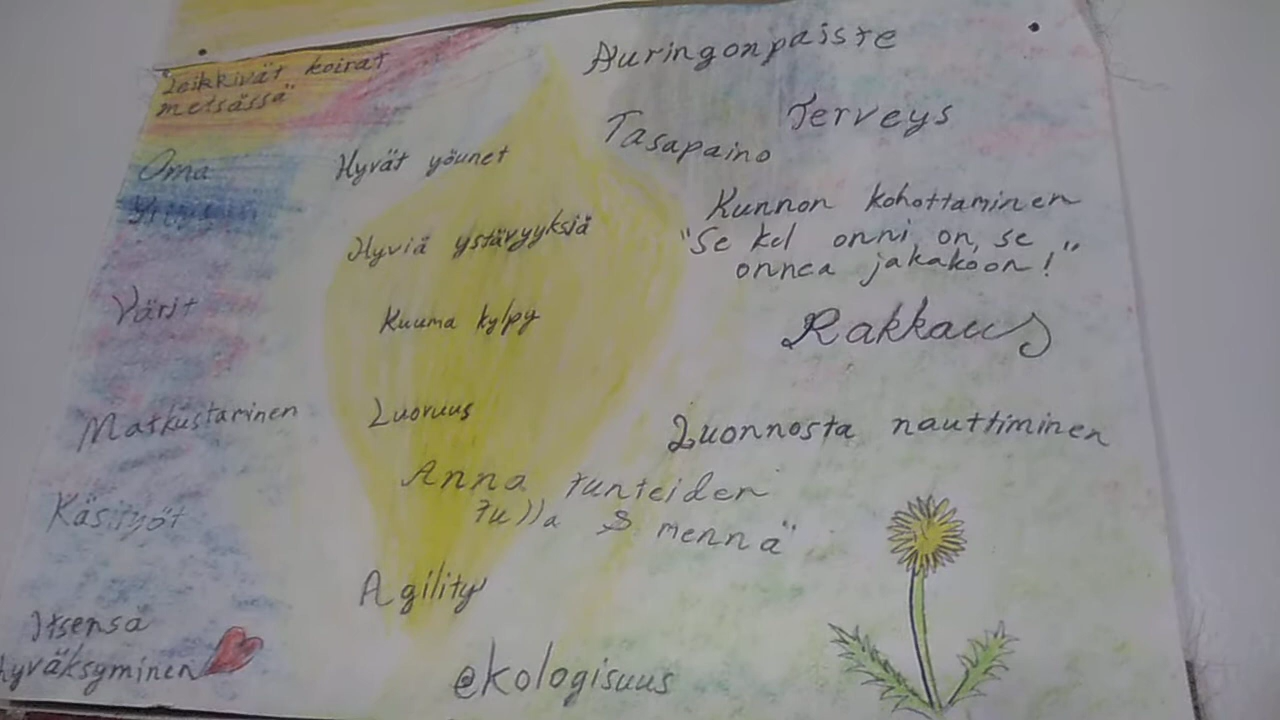 Leikkivät koirat
metsässä
Oma
Värit
Matkustaminen
Käsityöt
Itsensä
hyväksyminen
Hyvät yöunet
Hyviä ystävyyksiä
Kuuma kylpy
Luovuus
Anna tunteiden
tulla & mennä
Agility
@kologisuus
Auringonpaiste
Terveys
Tasapaino
Kunnon kohottaminen
"Se kel onni on, se
onnea jakakoon!"
Rakkaus
Luonnosta nauttiminen